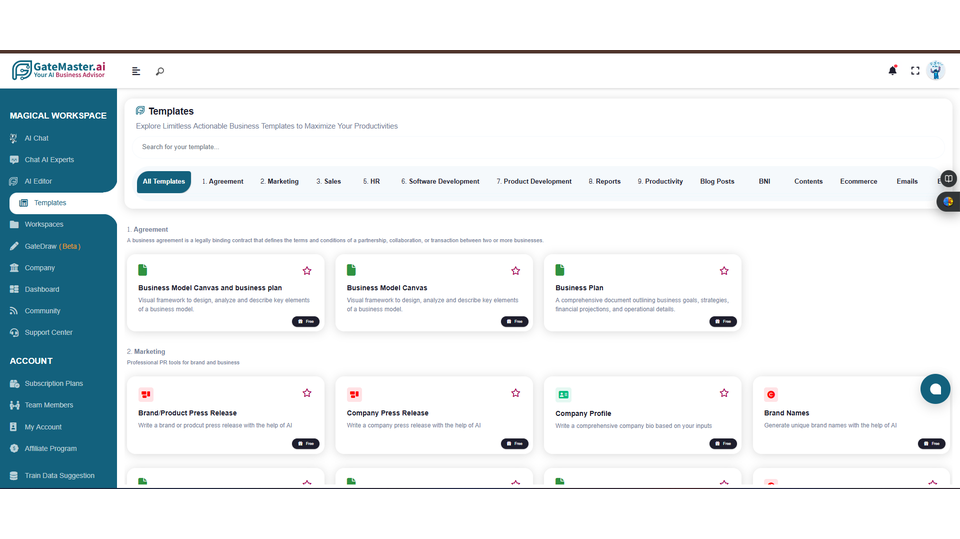 GateMaster.ai
Your AI Business Advisor
MAGICAL WORKSPACE
AI Chat
Chat AI Experts
AI Editor
Templates
Workspaces
GateDraw ( Beta )
Company
Dashboard
Community
Support Center
ACCOUNT
Subscription Plans
Team Members
My Account
Affiliate Program
Train Data Suggestion
Templates
Explore Limitless Actionable Business Templates to Maximize Your Productivities
Search for your template...
All Templates 1. Agreement 2. Marketing 3. Sales 5. HR 6. Software Development 7. Product Development 8. Reports 9. Productivity Blog Posts BNI Contents Ecommerce Emails
1. Agreement
A business agreement is a legally binding contract that defines the terms and conditions of a partnership, collaboration, or transaction between two or more businesses.
Business Model Canvas and business plan
Visual framework to design, analyze and describe key elements
of a business model.
Free
Business Model Canvas
Visual framework to design, analyze and describe key elements
of a business model.
Free
Business Plan
A comprehensive document outlining business goals, strategies,
financial projections, and operational details.
Free
2. Marketing
Professional PR tools for brand and business
Brand/Product Press Release
Write a brand or prodcut press release with the help of AI
Free
Company Press Release
Write a company press release with the help of AI
Free
Company Profile
Write a comprehensive company bio based on your inputs
Free
Brand Names
Generate unique brand names with the help of AI
Free